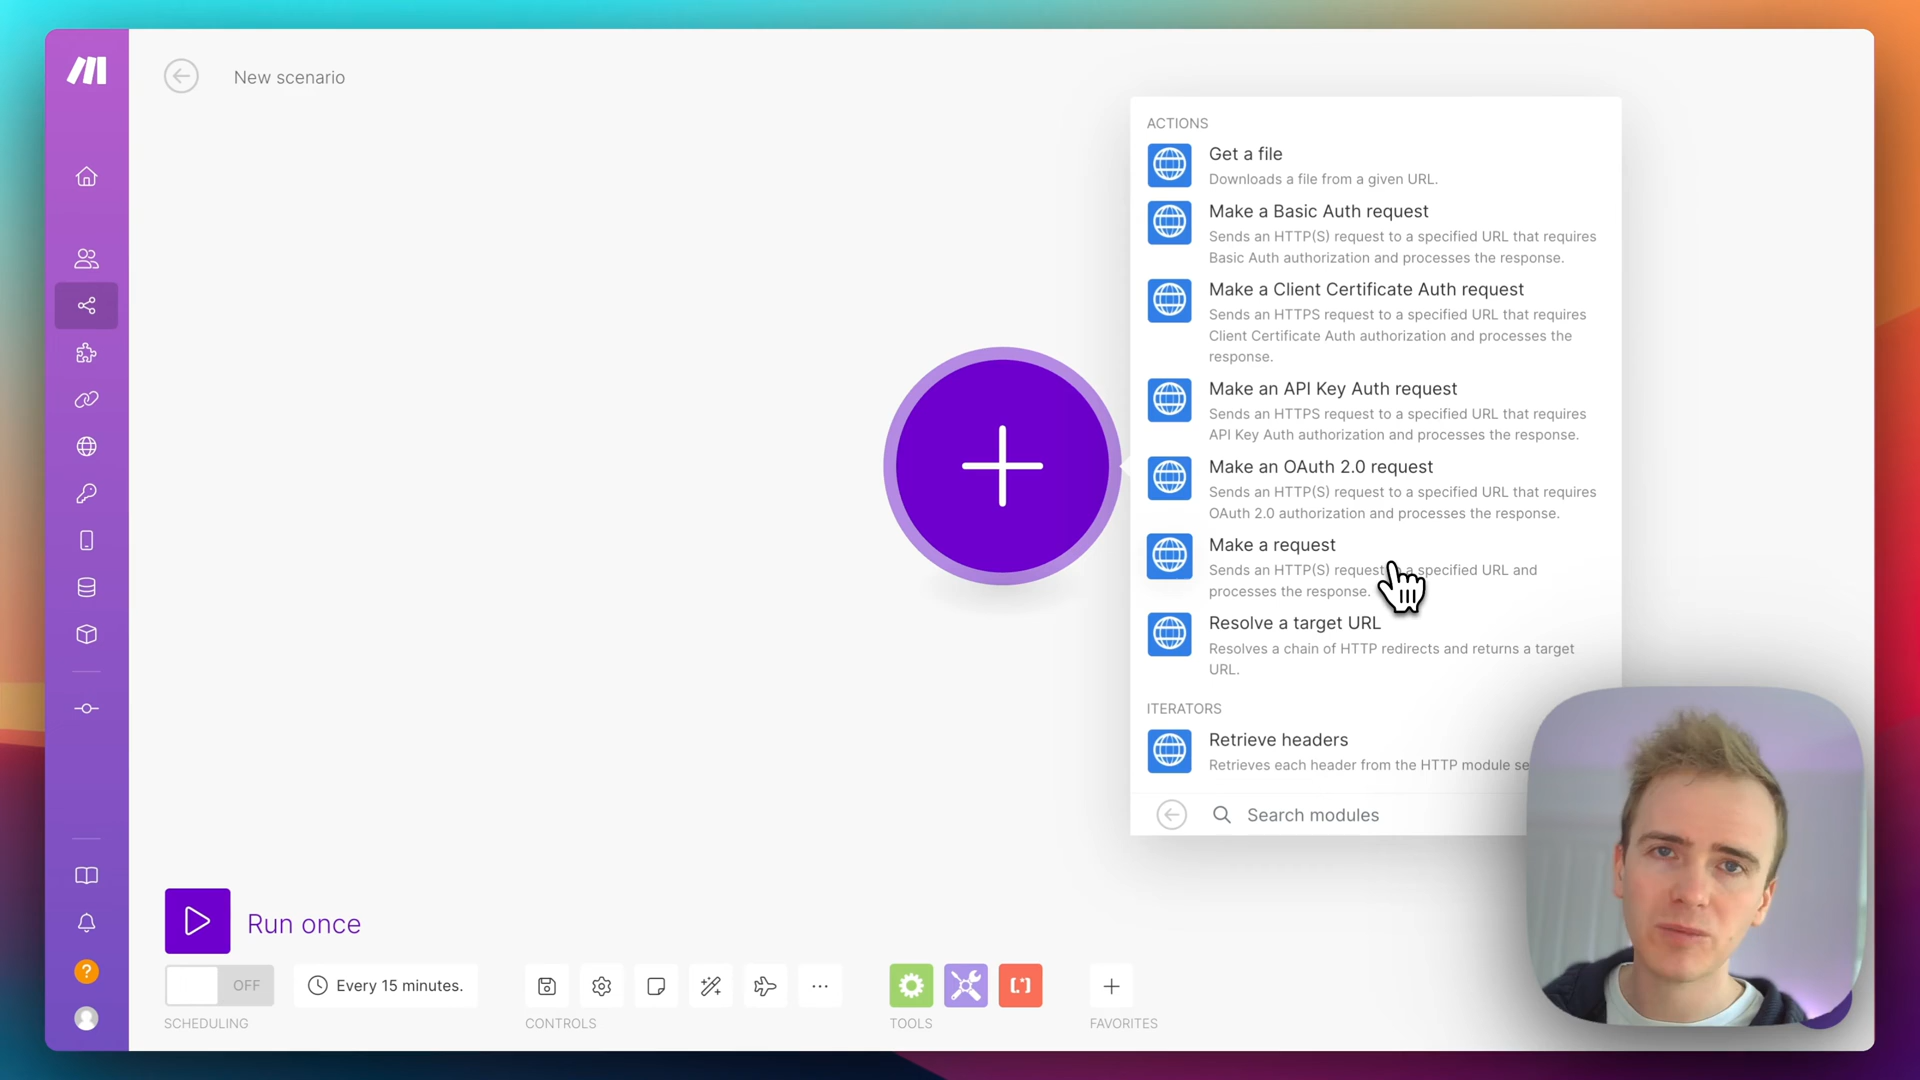 New scenario
ACTIONS
Get a file
Downloads a file from a given URL.
Make a Basic Auth request
Sends an HTTP(S) request to a specified URL that requires
Basic Auth authorization and processes the response.
Make a Client Certificate Auth request
Sends an HTTPS request to a specified URL that requires
Client Certificate Auth authorization and processes the
response.
Make an API Key Auth request
Sends an HTTPS request to a specified URL that requires
API Key Auth authorization and processes the response.
Make an OAuth 2.0 request
Sends an HTTP(S) request to a specified URL that requires
OAuth 2.0 authorization and processes the response.
Make a request
Sends an HTTP(S) request a specified URL and
processes the response.
Resolve a target URL
Resolves a chain of HTTP redirects and returns a target
URL.
ITERATORS
Retrieve headers
Retrieves each header from the HTTP module
Search modules
Run once
OFF
Every 15 minutes.
SCHEDULING
CONTROLS
TOOLS
FAVORITES
?
[.*]